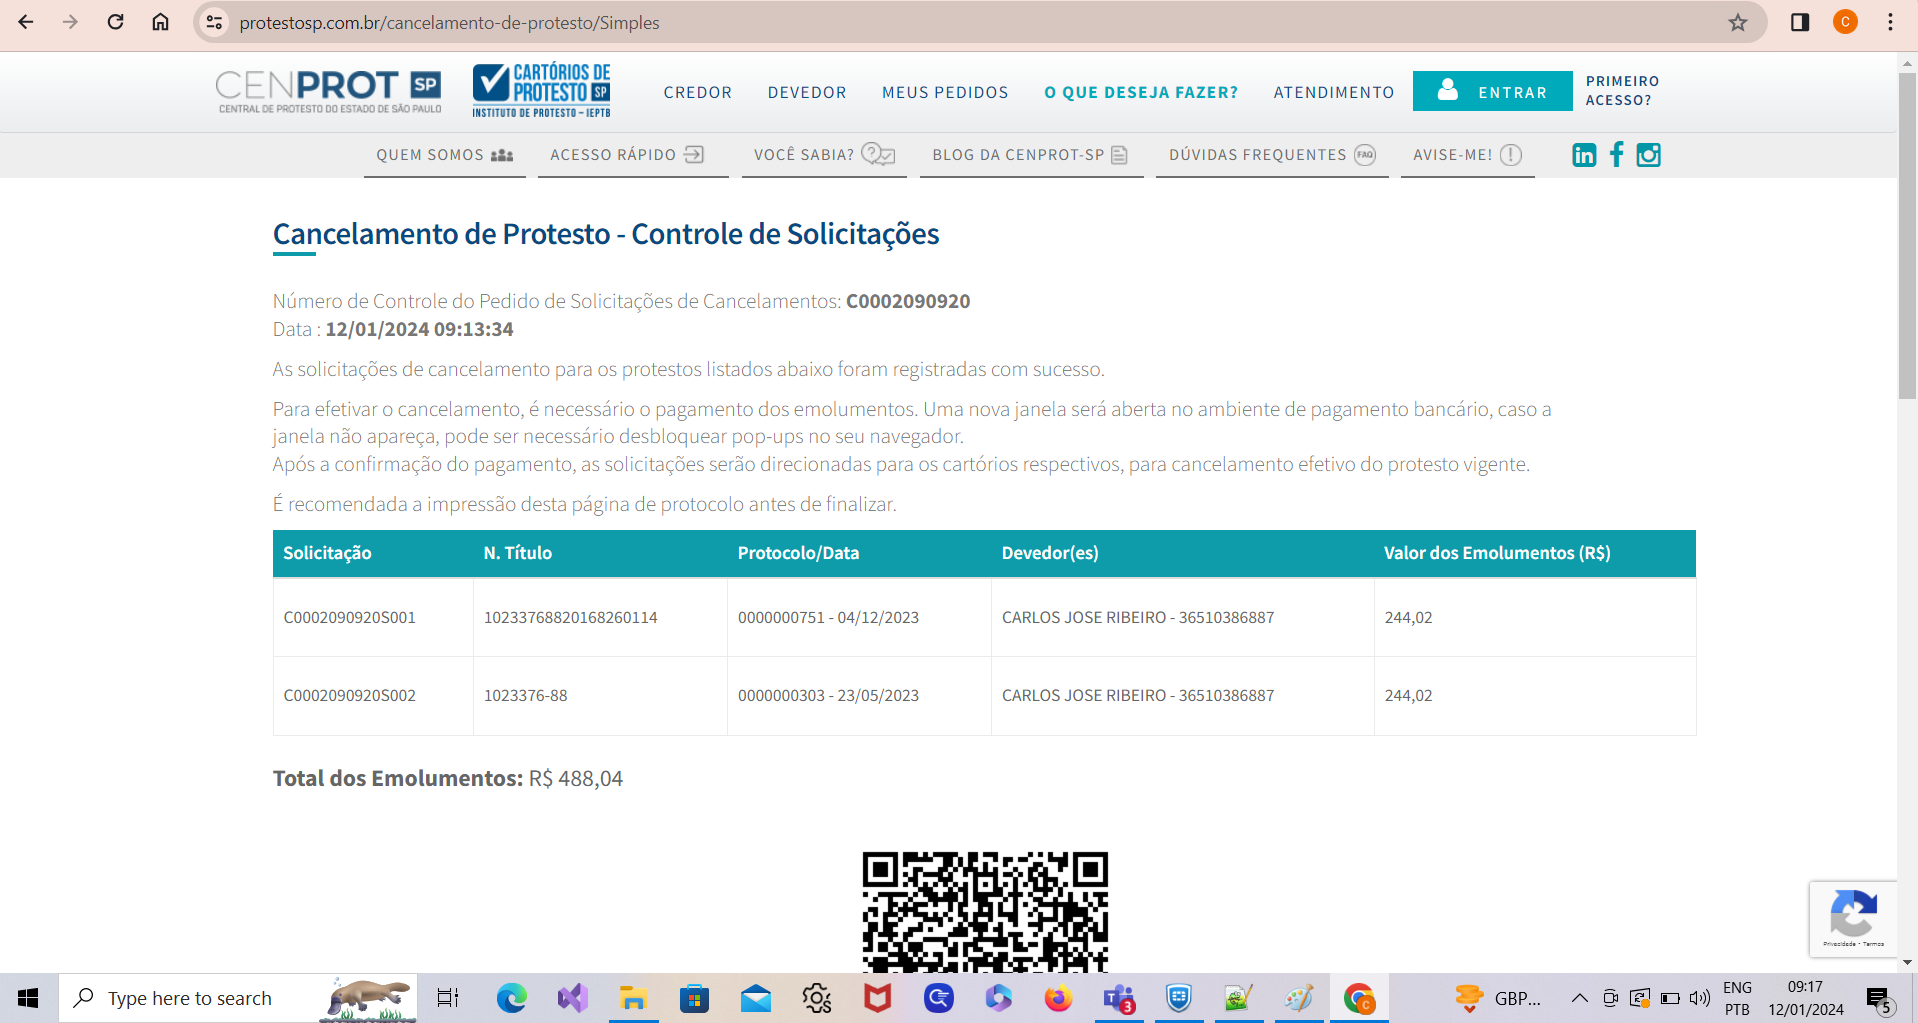 protestosp.com.br/cancelamento-de-protesto/Simples
C
CENPROT SP
CENTRAL DE PROTESTO DO ESTADO DE SÃO PAULO
CARTÓRIOS DE
PROTESTO SP
INSTITUTO DE PROTESTO - IEPTB
CREDOR
DEVEDOR
MEUS PEDIDOS
O QUE DESEJA FAZER?
ATENDIMENTO
ENTRAR
PRIMEIRO
ACESSO?
QUEM SOMOS
ACESSO RÁPIDO
VOCÊ SABIA?
BLOG DA CENPROT-SP
DÚVIDAS FREQUENTES FAQ
AVISE-ME!
Cancelamento de Protesto - Controle de Solicitações
Número de Controle do Pedido de Solicitações de Cancelamentos: C0002090920
Data : 12/01/2024 09:13:34
As solicitações de cancelamento para os protestos listados abaixo foram registradas com sucesso.
Para efetivar o cancelamento, é necessário o pagamento dos emolumentos. Uma nova janela será aberta no ambiente de pagamento bancário, caso a
janela não apareça, pode ser necessário desbloquear pop-ups no seu navegador.
Após a confirmação do pagamento, as solicitações serão direcionadas para os cartórios respectivos, para cancelamento efetivo do protesto vigente.
É recomendada a impressão desta página de protocolo antes de finalizar.
Solicitação N. Título Protocolo/Data Devedor(es) Valor dos Emolumentos (R$)
C0002090920S001 10233768820168260114 0000000751 - 04/12/2023 CARLOS JOSE RIBEIRO - 36510386887 244,02
C0002090920S002 1023376-88 0000000303 - 23/05/2023 CARLOS JOSE RIBEIRO - 36510386887 244,02
Total dos Emolumentos: R$ 488,04
Privacidade - Termos
Type here to search
3
C
GBP...
ENG
PTB
09:17
12/01/2024
5